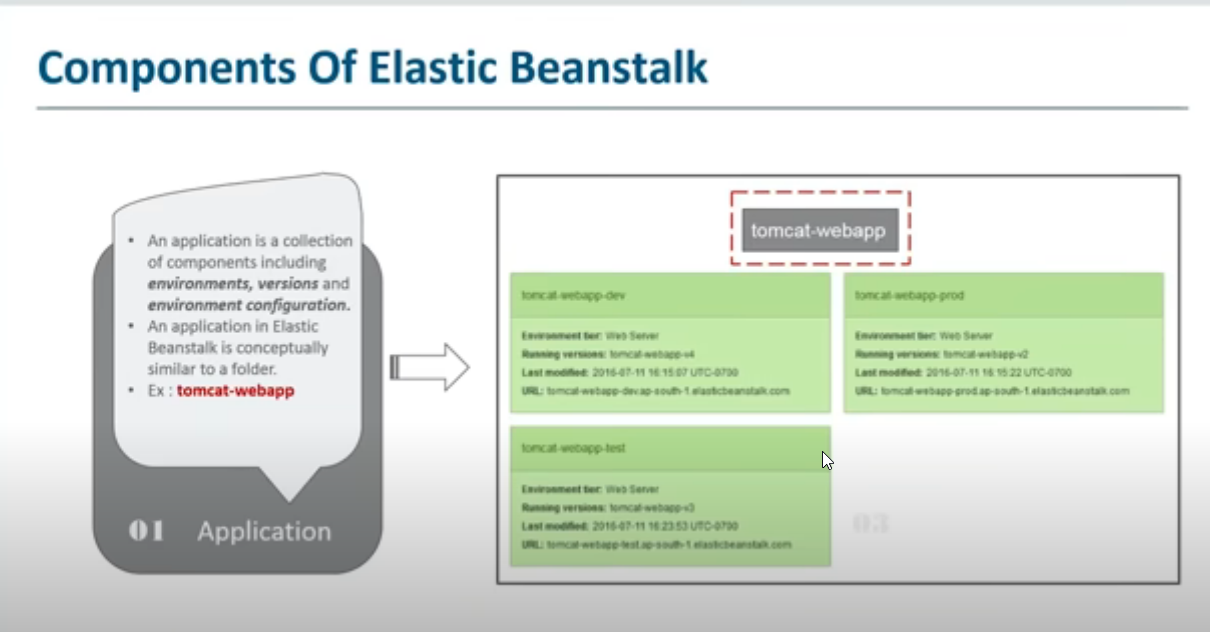 Components Of Elastic Beanstalk
• An application is a collection
of components including
environments, versions and
environment configuration.
• An application in Elastic
Beanstalk is conceptually
similar to a folder.
• Ex : tomcat-webapp
01 Application
tomcat-webapp
tomcat-webapp-dev
Environment tier: Web Server
Running versions: tomcat-webapp-v4
Last modified: 2016-07-11 16:15:07 UTC-0700
URL: tomcat-webapp-dev.ap-south-1.elasticbeanstalk.com
tomcat-webapp-prod
Environment tier: Web Server
Running versions: tomcat-webapp-v2
Last modified: 2016-07-11 16:15:22 UTC-0700
URL: tomcat-webapp-prod.ap-south-1.elasticbeanstalk.com
tomcat-webapp-test
Environment tier: Web Server
Running versions: tomcat-webapp-v3
Last modified: 2016-07-11 16:23:53 UTC-0700
URL: tomcat-webapp-test.ap-south-1.elasticbeanstalk.com
03